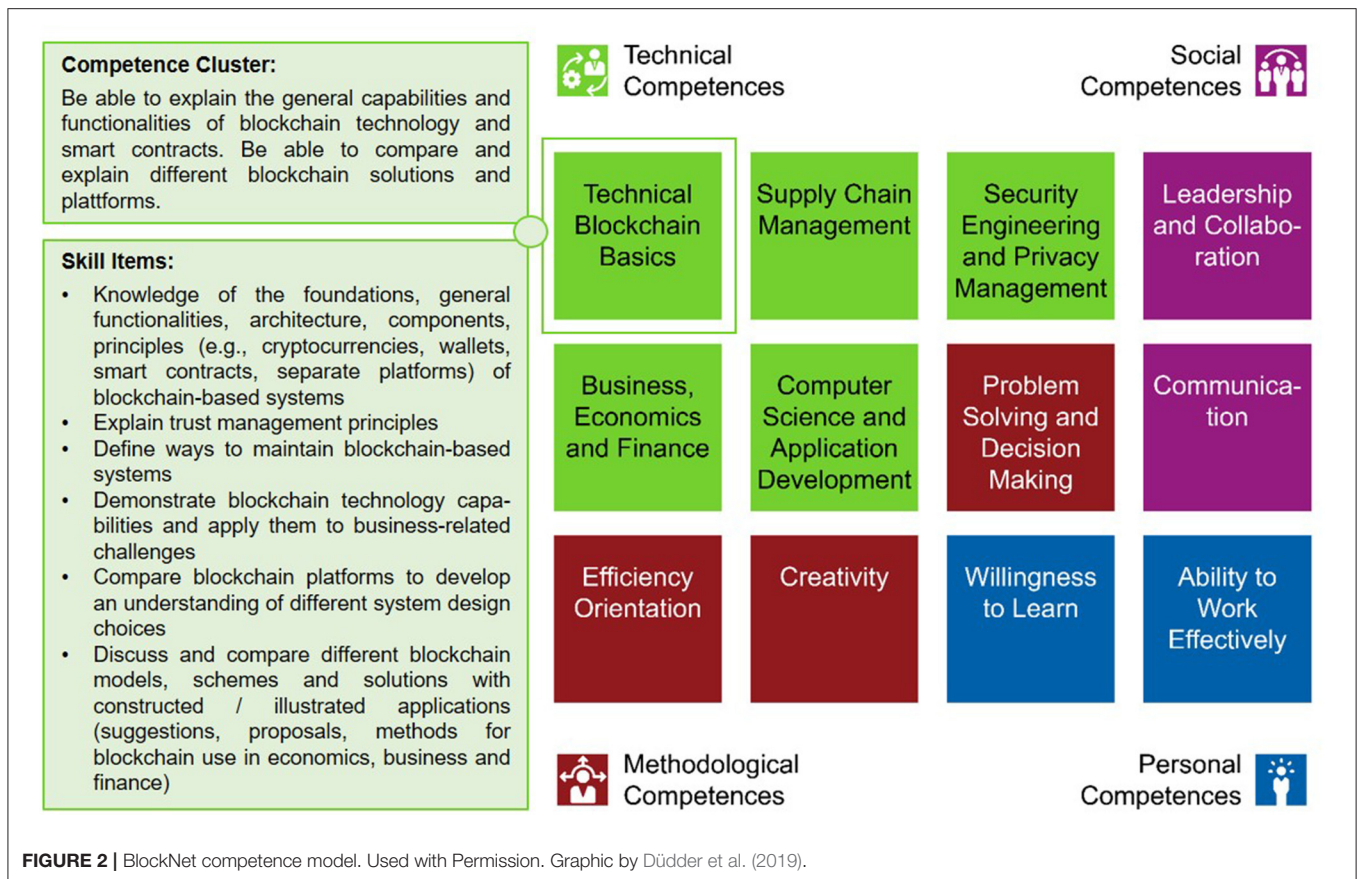 Competence Cluster:
Be able to explain the general capabilities and
functionalities of blockchain technology and
smart contracts. Be able to compare and
explain different blockchain solutions and
plattforms.
Skill Items:
• Knowledge of the foundations, general
functionalities, architecture, components,
principles (e.g., cryptocurrencies, wallets,
smart contracts, separate platforms) of
blockchain-based systems
• Explain trust management principles
• Define ways to maintain blockchain-based
systems
• Demonstrate blockchain technology capa-
bilities and apply them to business-related
challenges
• Compare blockchain platforms to develop
an understanding of different system design
choices
• Discuss and compare different blockchain
models, schemes and solutions with
constructed / illustrated applications
(suggestions, proposals, methods for
blockchain use in economics, business and
finance)
Technical
Competences
Social
Competences
Technical
Blockchain
Basics
Supply Chain
Management
Security
Engineering
and Privacy
Management
Leadership
and Collabo-
ration
Business,
Economics
and Finance
Computer
Science and
Application
Development
Problem
Solving and
Decision
Making
Communica-
tion
Efficiency
Orientation
Creativity
Willingness
to Learn
Ability to
Work
Effectively
Methodological
Competences
Personal
Competences
FIGURE 2 | BlockNet competence model. Used with Permission. Graphic by Düdder et al. (2019).